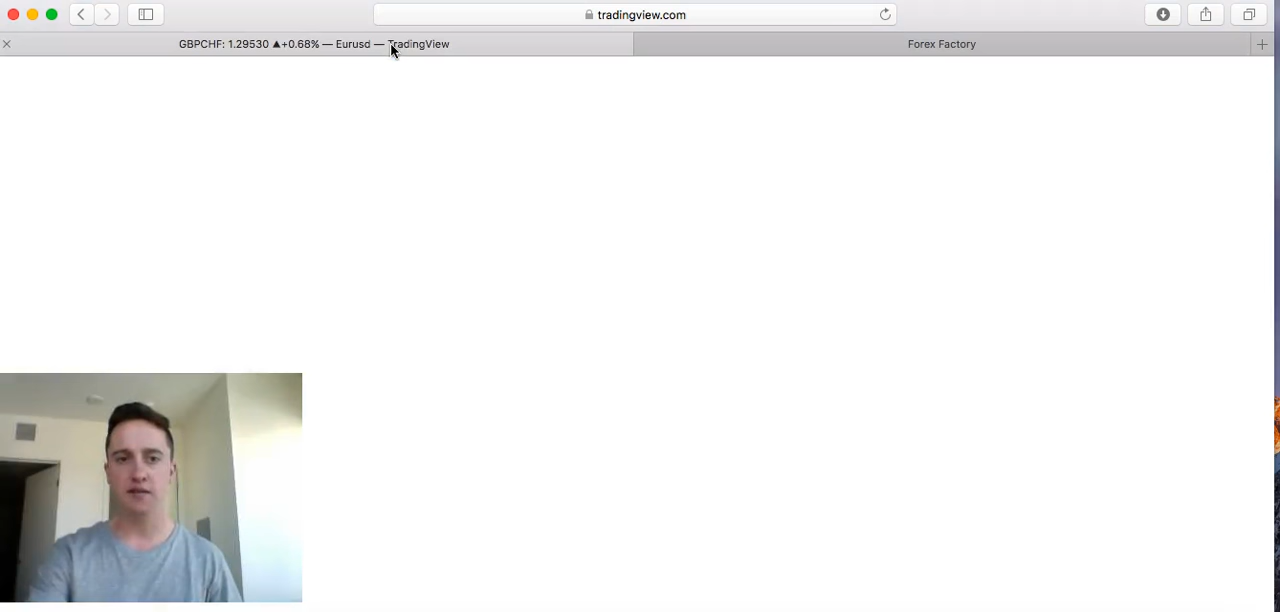 tradingview.com
GBPCHF: 1.29530 ▲+0.68% — Eurusd — TradingView
Forex Factory